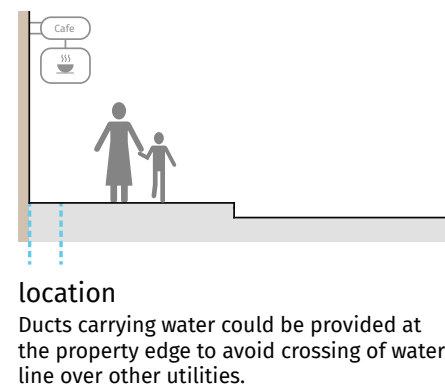 Cafe
location
Ducts carrying water could be provided at
the property edge to avoid crossing of water
line over other utilities.